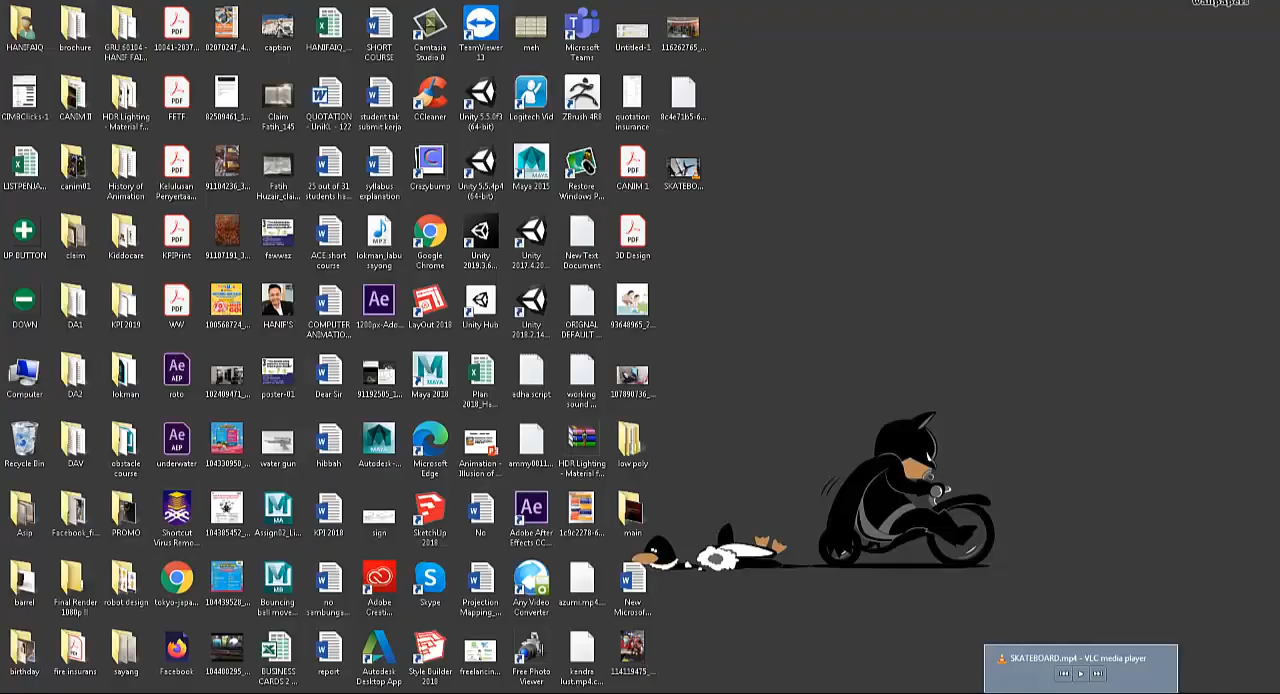 wallpapers
HANIFAIQ
brochure
GRU 60104 -
HANIF FAI...
10041-2037...
02070247_4...
caption
HANIFAIQ_...
SHORT
COURSE
Camtasia
Studio 8
TeamViewer
13
meh
Microsoft
Teams
Untitled-1
116262765_...
CIMBClicks-1
CANIM II
HDR Lighting
- Material f...
FETF
82509461_1...
Claim
Fatih_145
QUOTATION
- UniKL - 122
student tak
submit kerja
CCleaner
Unity 5.5.0f3
(64-bit)
Logitech Vid
ZBrush 4R8
quotation
insurance
8c4e71b5-6...
LISTPENJA...
canim01
History of
Animation
Kelulusan
Penyertaa...
91104236_3...
Fatih
Huzair_clai...
25 out of 31
students ha...
syllabus
explanation
Crazybump
Unity 5.5.4p4
(64-bit)
Maya 2015
Restore
Windows P...
CANIM 1
SKATEBO...
UP BUTTON
claim
Kiddocare
KPIPrint
91107191_3...
fawwaz
ACE short
course
lokman_labu
sayong
Google
Chrome
Unity
2019.3.6...
Unity
2017.4.20...
New Text
Document
3D Design
DOWN
DA1
KPI 2019
WW
100568724_...
HANIF'S
COMPUTER
ANIMATIO...
1200px-Ado...
LayOut 2018
Unity Hub
Unity
2018.2.14...
ORIGNAL
DEFAULT ...
93648965_2...
Computer
DA2
lokman
roto
102409471_...
poster-01
Dear Sir
91192505_1...
Maya 2018
Plan
2018_Ha...
adha script
working
sound ...
107890736_...
Recycle Bin
DAV
obstacle
course
underwater
104330950_...
water gun
hibbah
Autodesk-...
Microsoft
Edge
Animation -
Illusion of ...
ammy0011...
HDR Lighting
- Material f...
low poly
Asip
Facebook_fi...
PROMO
Shortcut
Virus Remo...
104385452_...
Assign02_Li...
KPI 2018
sign
SketchUp
2018
No
Adobe After
Effects CC...
1c9c2278-6...
main
barrel
Final Render
1080p !!
robot design
tokyo-japa...
104439528_...
Bouncing
ball move...
no
sambunga...
Adobe
Creati...
Skype
Projection
Mapping_...
Any Video
Converter
azumi.mp4...
New
Microsof...
birthday
fire insurans
sayang
Facebook
104400295_...
BUSINESS
CARDS 2 ...
report
Autodesk
Desktop App
Style Builder
2018
freelancin...
Free Photo
Viewer
kendra
lust.mp4.c...
114119475_...
SKATEBOARD.mp4 - VLC media player